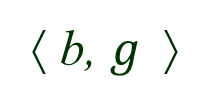 ⟨ b, g ⟩